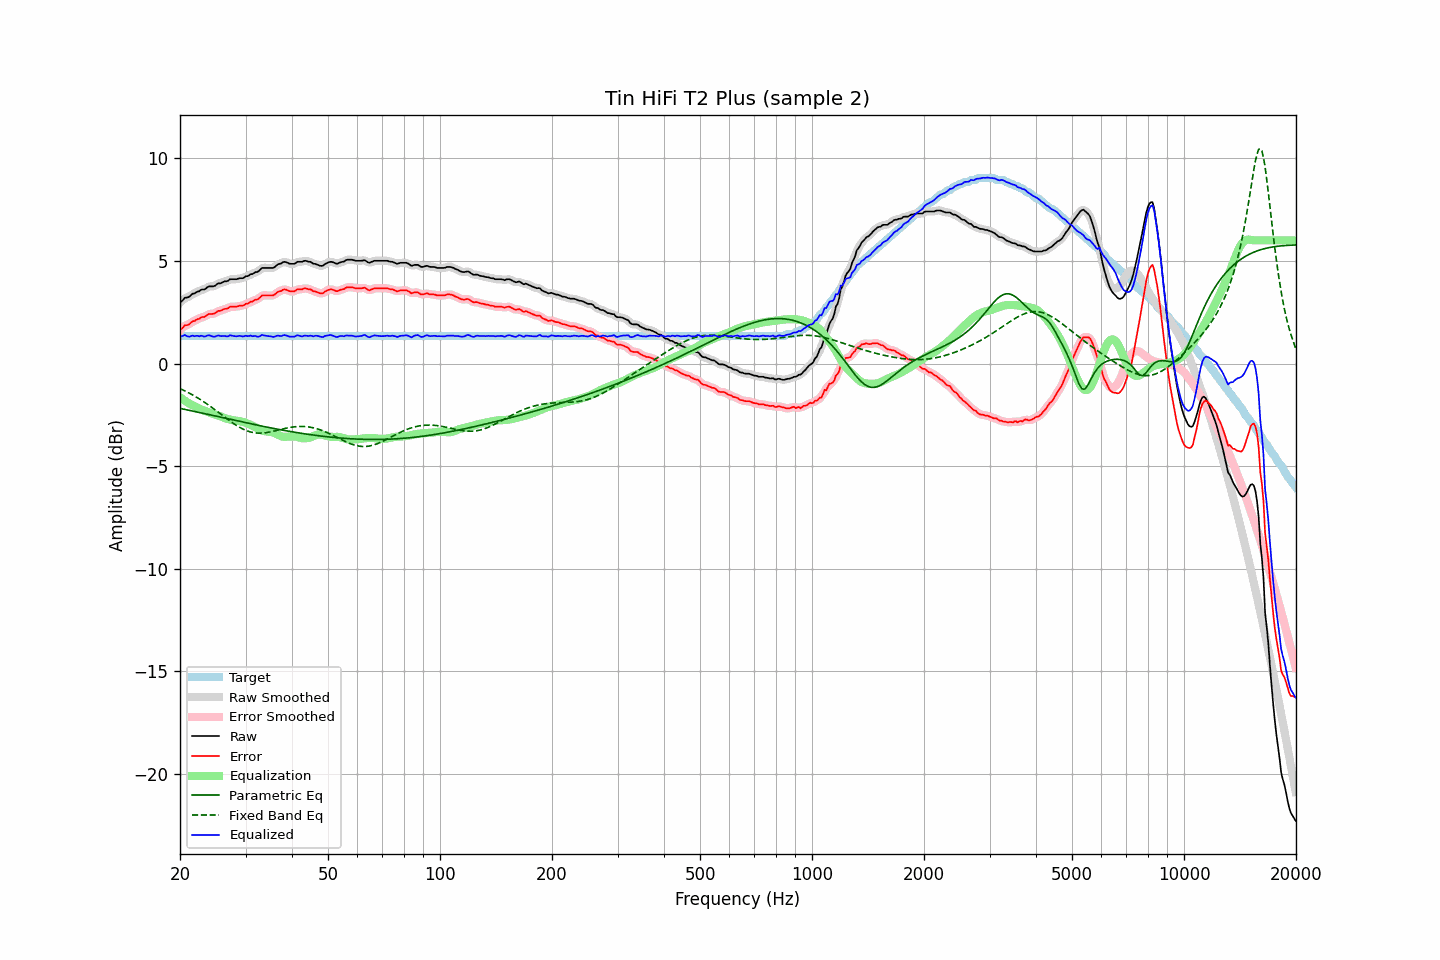 Tin HiFi T2 Plus (sample 2)
Amplitude (dBr)
10
5
0
−5
−10
−15
−20
Target
Raw Smoothed
Error Smoothed
Raw
Error
Equalization
Parametric Eq
Fixed Band Eq
Equalized
20 50 100 200 500 1000 2000 5000 10000 20000
Frequency (Hz)